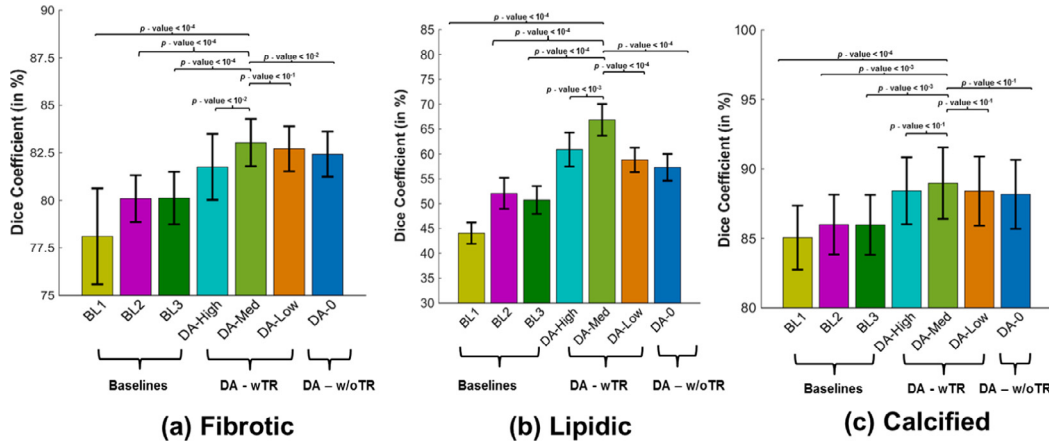 Dice Coefficient (in %)
90
87.5
85
82.5
80
77.5
75
p - value < 10-4
p - value < 10-4
p - value < 10-2
p - value < 10-4
p - value < 10-1
p - value < 10-2
BL1
BL2
BL3
DA-High
DA-Med
DA-Low
DA-0
Baselines
DA - wTR
DA – w/oTR
(a) Fibrotic
Dice Coefficient (in %)
85
80
75
70
65
60
55
50
45
40
35
30
p - value < 10-4
p - value < 10-4
p - value < 10-4
p - value < 10-4
p - value < 10-4
p - value < 10-3
BL1
BL2
BL3
DA-High
DA-Med
DA-Low
DA-0
Baselines
DA - wTR
DA – w/oTR
(b) Lipidic
Dice Coefficient (in %)
100
95
90
85
80
p - value < 10-4
p - value < 10-3
p - value < 10-3
p - value < 10-1
p - value < 10-1
p - value < 10-1
BL1
BL2
BL3
DA-High
DA-Med
DA-Low
DA-0
Baselines
DA - wTR
DA – w/oTR
(c) Calcified